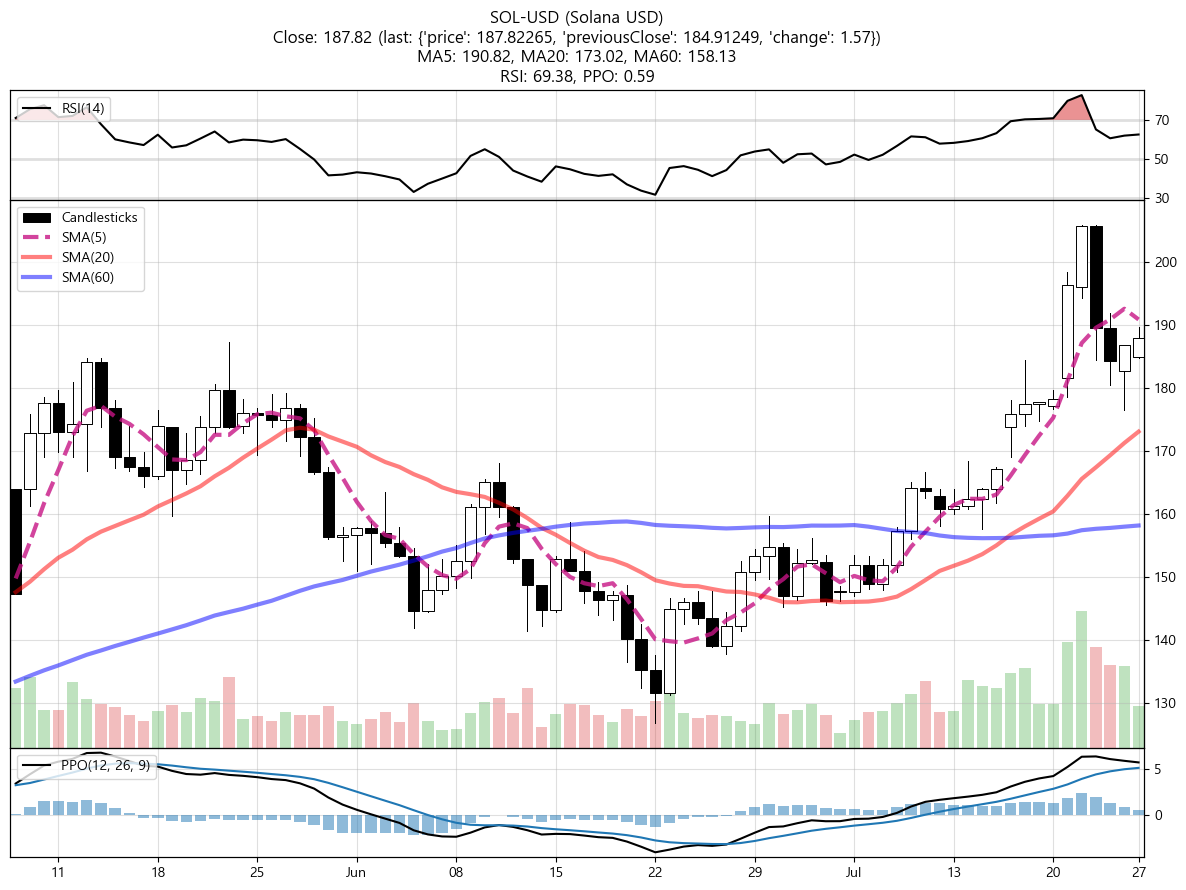 SOL-USD (Solana USD)
Close: 187.82 (last: {'price': 187.82265, 'previousClose': 184.91249, 'change': 1.57})
MA5: 190.82, MA20: 173.02, MA60: 158.13
RSI: 69.38, PPO: 0.59
RSI(14)
70
50
30
Candlesticks
SMA(5)
SMA(20)
SMA(60)
200
190
180
170
160
150
140
130
PPO(12, 26, 9)
5
0
11 18 25 Jun 08 15 22 29 Jul 13 20 27